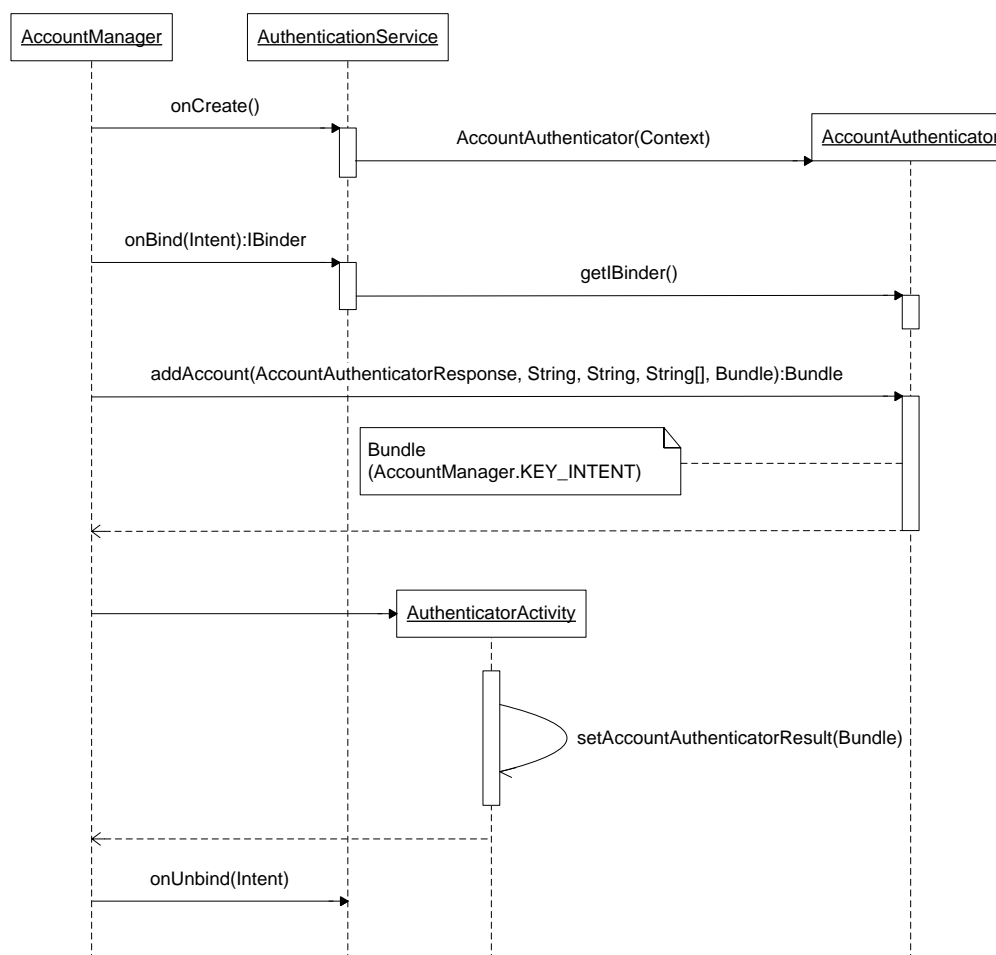 AccountManager
AuthenticationService
onCreate()
AccountAuthenticator(Context)
AccountAuthenticator
onBind(Intent):IBinder
getIBinder()
addAccount(AccountAuthenticatorResponse, String, String, String[], Bundle):Bundle
Bundle
(AccountManager.KEY_INTENT)
AuthenticatorActivity
setAccountAuthenticatorResult(Bundle)
onUnbind(Intent)